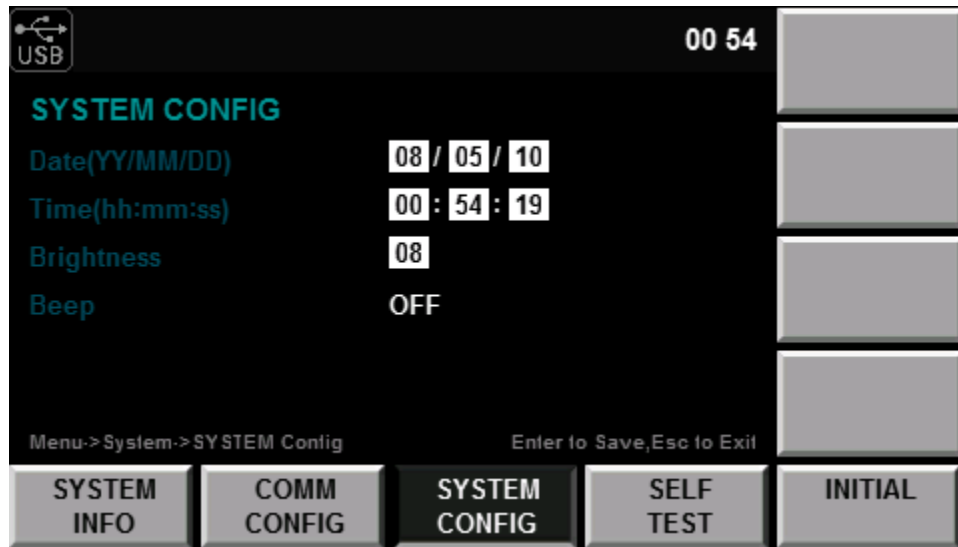 USB
00 54
SYSTEM CONFIG
Date(YY/MM/DD) 08 / 05 / 10
Time(hh:mm:ss) 00 : 54 : 19
Brightness 08
Beep OFF
Menu->System->SYSTEM Config Enter to Save,Esc to Exit
SYSTEM INFO
COMM CONFIG
SYSTEM CONFIG
SELF TEST
INITIAL